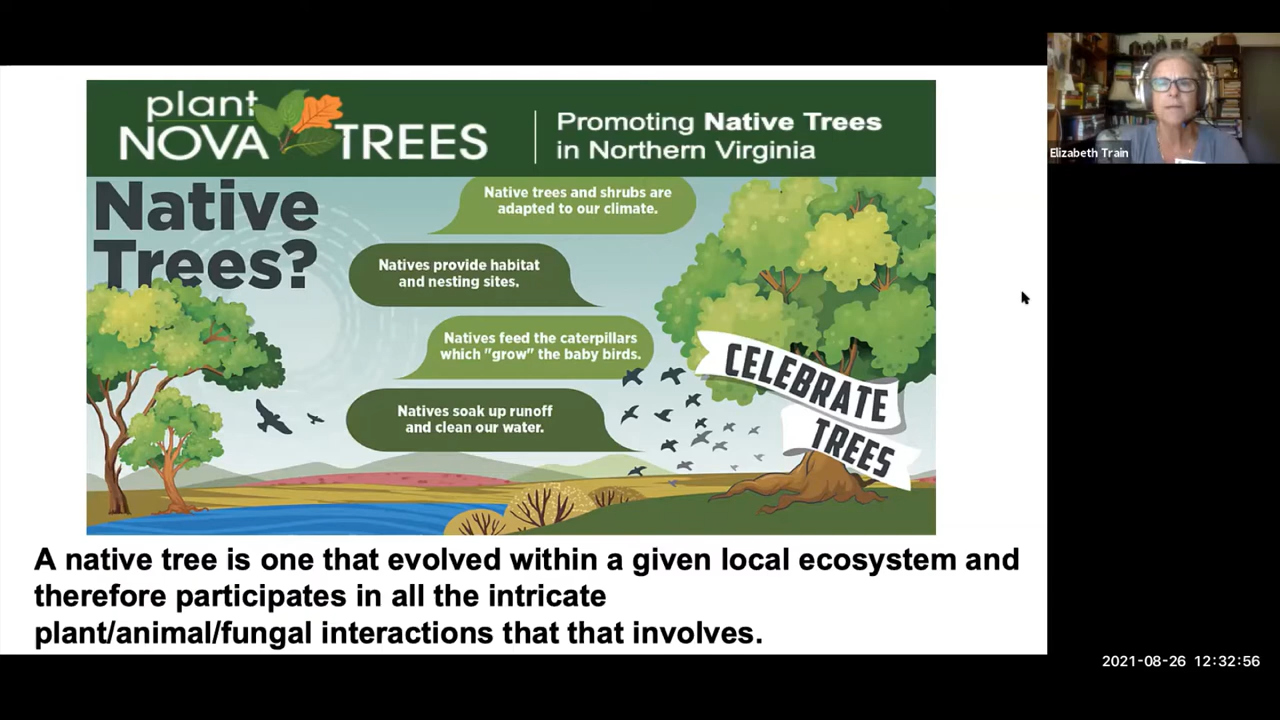 plant
NOVA TREES
Promoting Native Trees
in Northern Virginia
Native
Trees?
Native trees and shrubs are
adapted to our climate.
Natives provide habitat
and nesting sites.
Natives feed the caterpillars
which "grow" the baby birds.
Natives soak up runoff
and clean our water.
CELEBRATE
TREES
A native tree is one that evolved within a given local ecosystem and
therefore participates in all the intricate
plant/animal/fungal interactions that that involves.
Elizabeth Train
2021-08-26 12:32:56